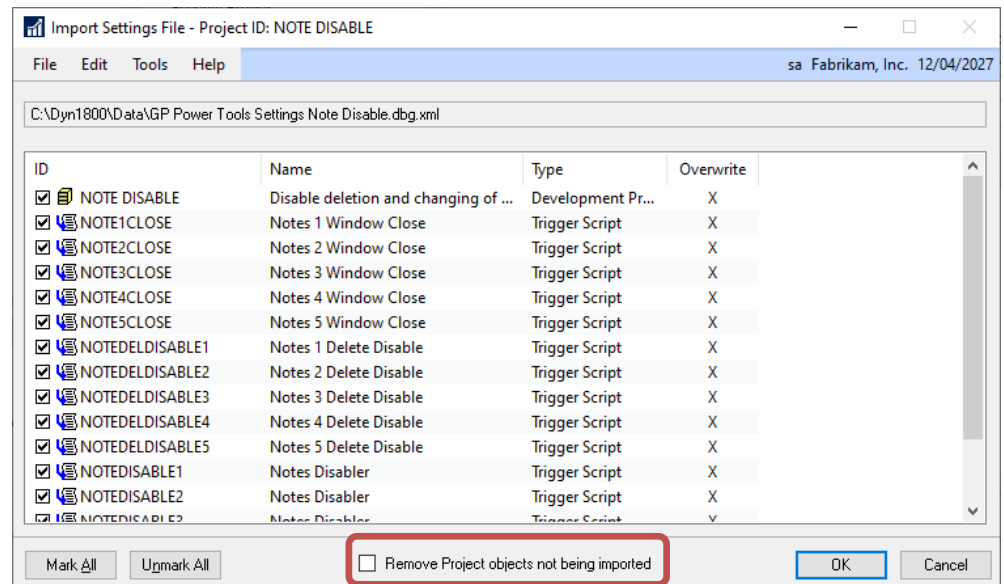 Import Settings File - Project ID: NOTE DISABLE
File Edit Tools Help sa Fabrikam, Inc. 12/04/2027
C:\Dyn1800\Data\GP Power Tools Settings Note Disable.dbg.xml
ID Name Type Overwrite
NOTE DISABLE Disable deletion and changing of ... Development Pr... X
NOTE1CLOSE Notes 1 Window Close Trigger Script X
NOTE2CLOSE Notes 2 Window Close Trigger Script X
NOTE3CLOSE Notes 3 Window Close Trigger Script X
NOTE4CLOSE Notes 4 Window Close Trigger Script X
NOTE5CLOSE Notes 5 Window Close Trigger Script X
NOTEDELDISABLE1 Notes 1 Delete Disable Trigger Script X
NOTEDELDISABLE2 Notes 2 Delete Disable Trigger Script X
NOTEDELDISABLE3 Notes 3 Delete Disable Trigger Script X
NOTEDELDISABLE4 Notes 4 Delete Disable Trigger Script X
NOTEDELDISABLE5 Notes 5 Delete Disable Trigger Script X
NOTEDISABLE1 Notes Disabler Trigger Script X
NOTEDISABLE2 Notes Disabler Trigger Script X
NOTEDISABLE3 Notes Disabler Trigger Script X
Mark All Unmark All Remove Project objects not being imported OK Cancel